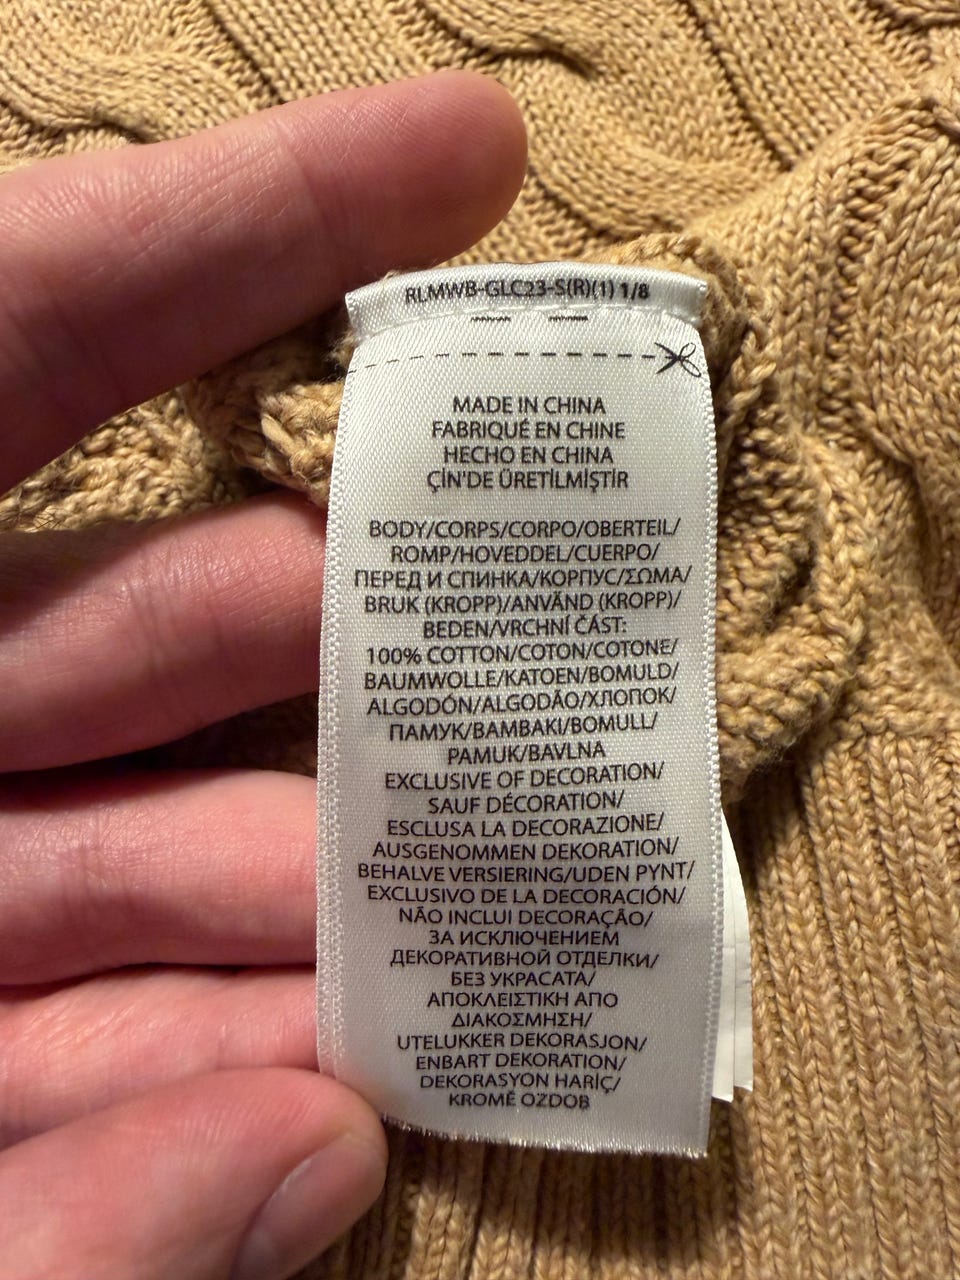 RLMWB-GLC23-S(R)(1) 1/8
MADE IN CHINA
FABRIQUÉ EN CHINE
HECHO EN CHINA
ÇİN'DE ÜRETİLMİŞTİR
BODY/CORPS/CORPO/OBERTEIL/
ROMP/HOVEDDEL/CUERPO/
ПЕРЕД И СПИНКА/КОРПУС/ΣΩΜΑ/
BRUK (KROPP)/ANVÄND (KROPP)/
BEDEN/VRCHNÍ ČÁST:
100% COTTON/COTON/COTONE/
BAUMWOLLE/KATOEN/BOMULD/
ALGODÓN/ALGODÃO/ХЛОПОК/
ПАМУК/BAMBAKI/BOMULL/
PAMUK/BAVLNA
EXCLUSIVE OF DECORATION/
SAUF DÉCORATION/
ESCLUSA LA DECORAZIONE/
AUSGENOMMEN DEKORATION/
BEHALVE VERSIERING/UDEN PYNT/
EXCLUSIVO DE LA DECORACIÓN/
NÃO INCLUI DECORAÇÃO/
ЗА ИСКЛЮЧЕНИЕМ
ДЕКОРАТИВНОЙ ОТДЕЛКИ/
БЕЗ УКРАСАТА/
ΑΠΟΚΛΕΙΣΤΙΚΗ ΑΠΟ
ΔΙΑΚΟΣΜΗΣΗ/
UTELUKKER DEKORASJON/
ENBART DEKORATION/
DEKORASYON HARİÇ/
KROMĚ OZDOB